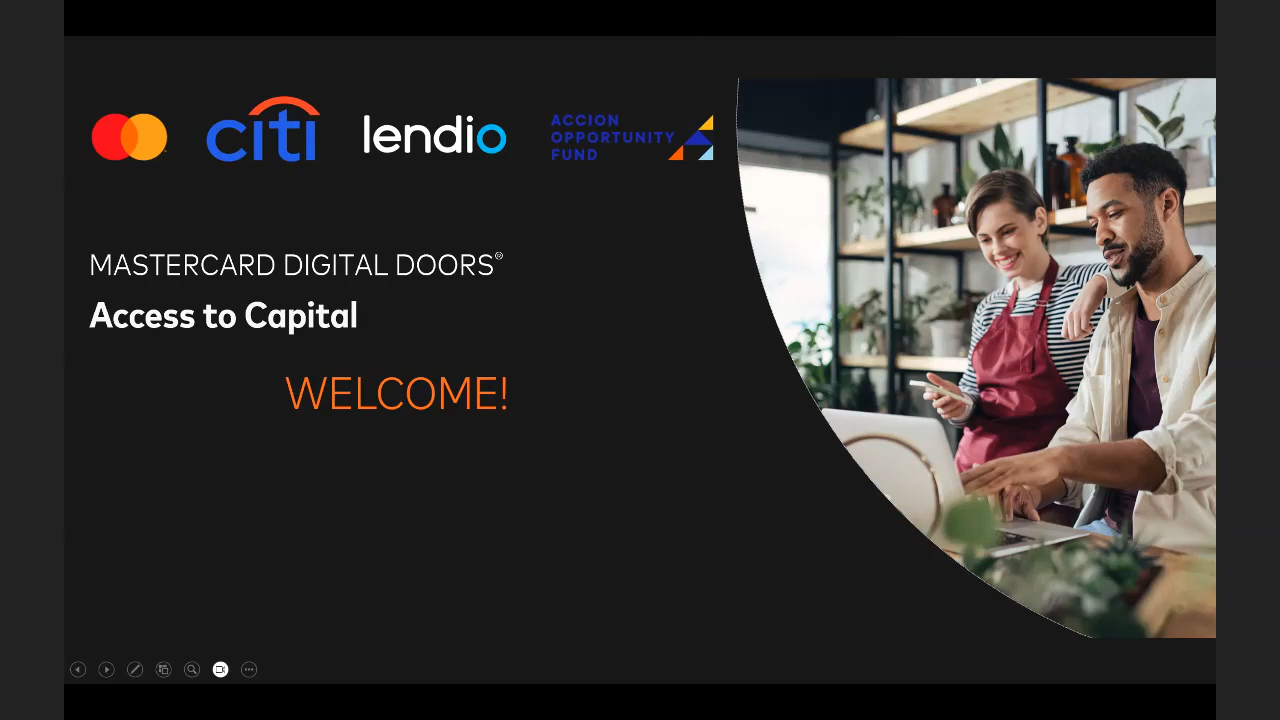 citi
lendio
ACCION
OPPORTUNITY
FUND
MASTERCARD DIGITAL DOORS®
Access to Capital
WELCOME!